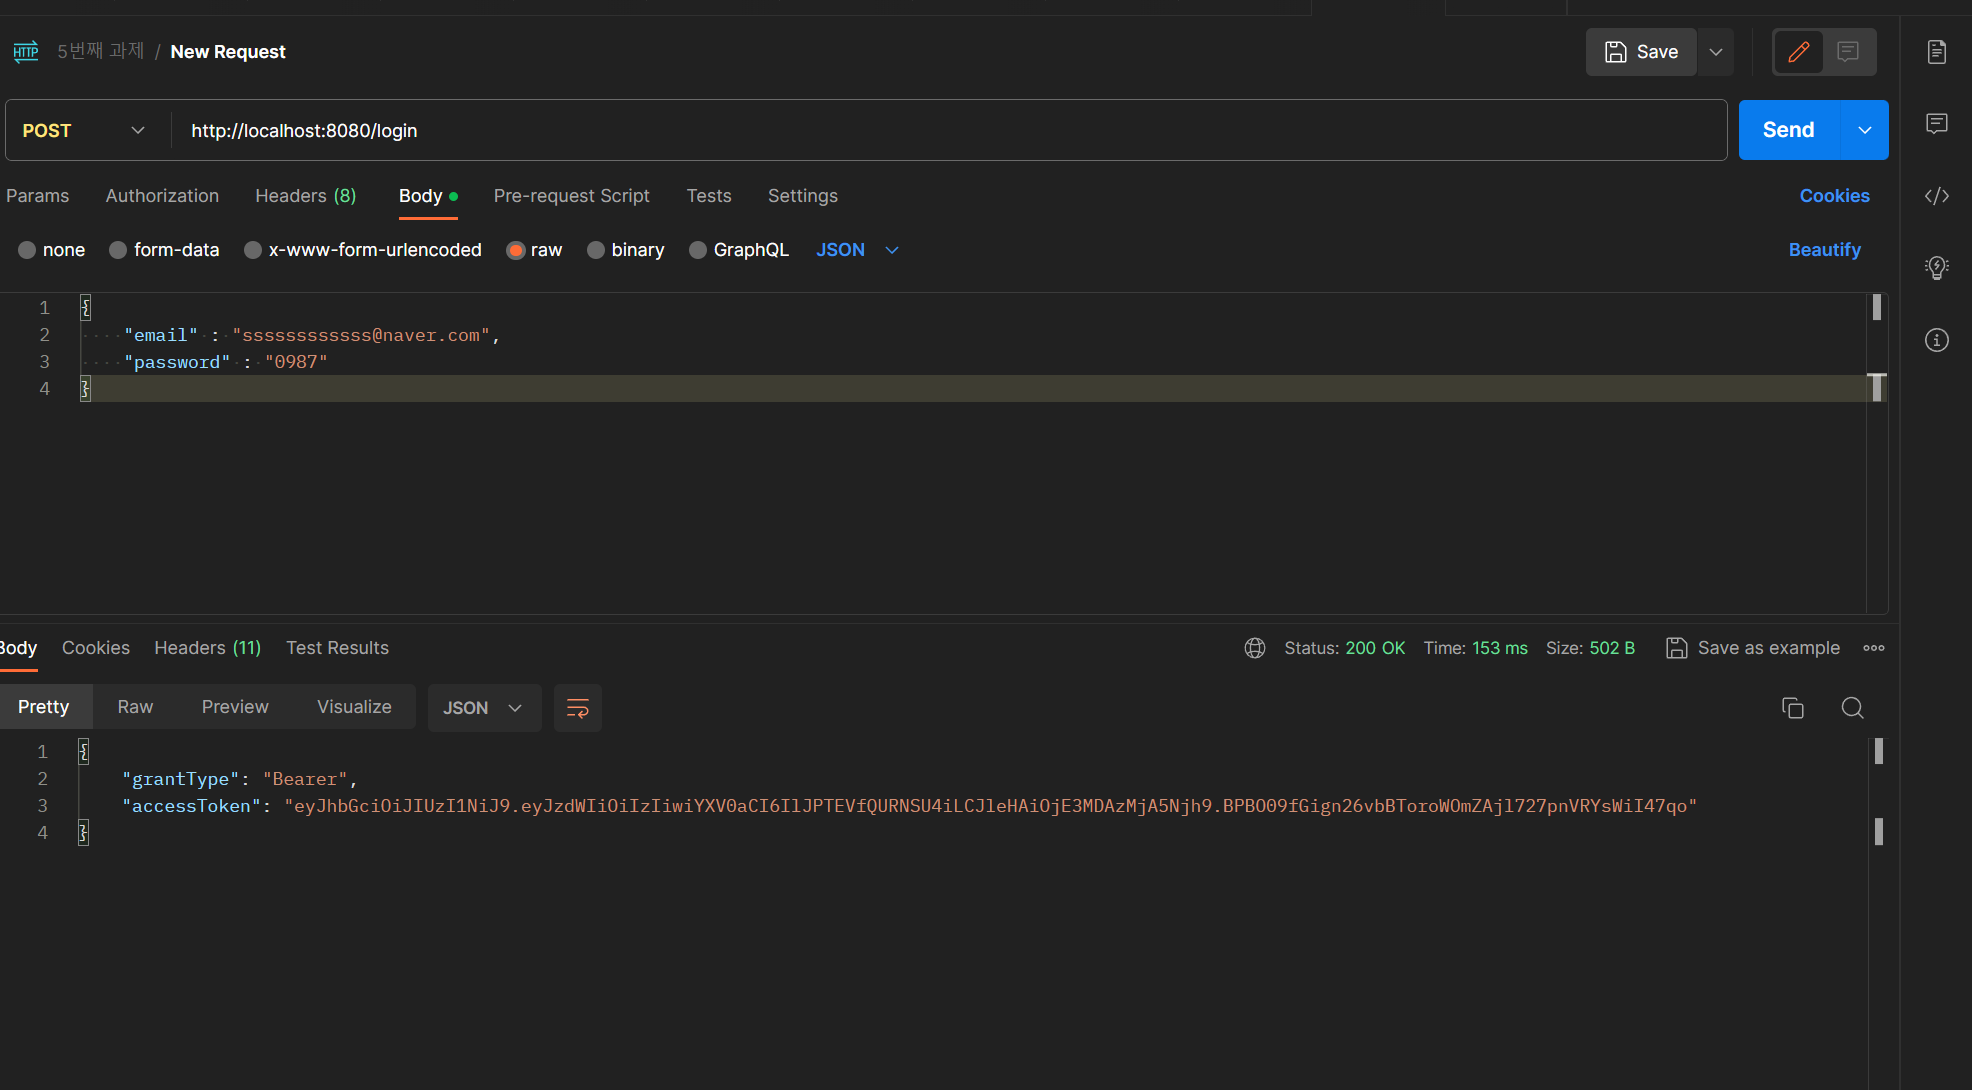 HTTP 5번째 과제 / New Request Save
POST http://localhost:8080/login Send
Params Authorization Headers (8) Body Pre-request Script Tests Settings Cookies
none form-data x-www-form-urlencoded raw binary GraphQL JSON Beautify
1 {
2 "email" : "ssssssssssss@naver.com",
3 "password" : "0987"
4 }
Body Cookies Headers (11) Test Results Status: 200 OK Time: 153 ms Size: 502 B Save as example
Pretty Raw Preview Visualize JSON
1 {
2 "grantType": "Bearer",
3 "accessToken": "eyJhbGciOiJIUzI1NiJ9.eyJzdWIiOiIzIiwiYXV0aCI6IlJPTEVfQURNSU4iLCJleHAiOjE3MDAzMjA5Njh9.BPBO09fGign26vbBToroWOmZAjl727pnVRYsWiI47qo"
4 }